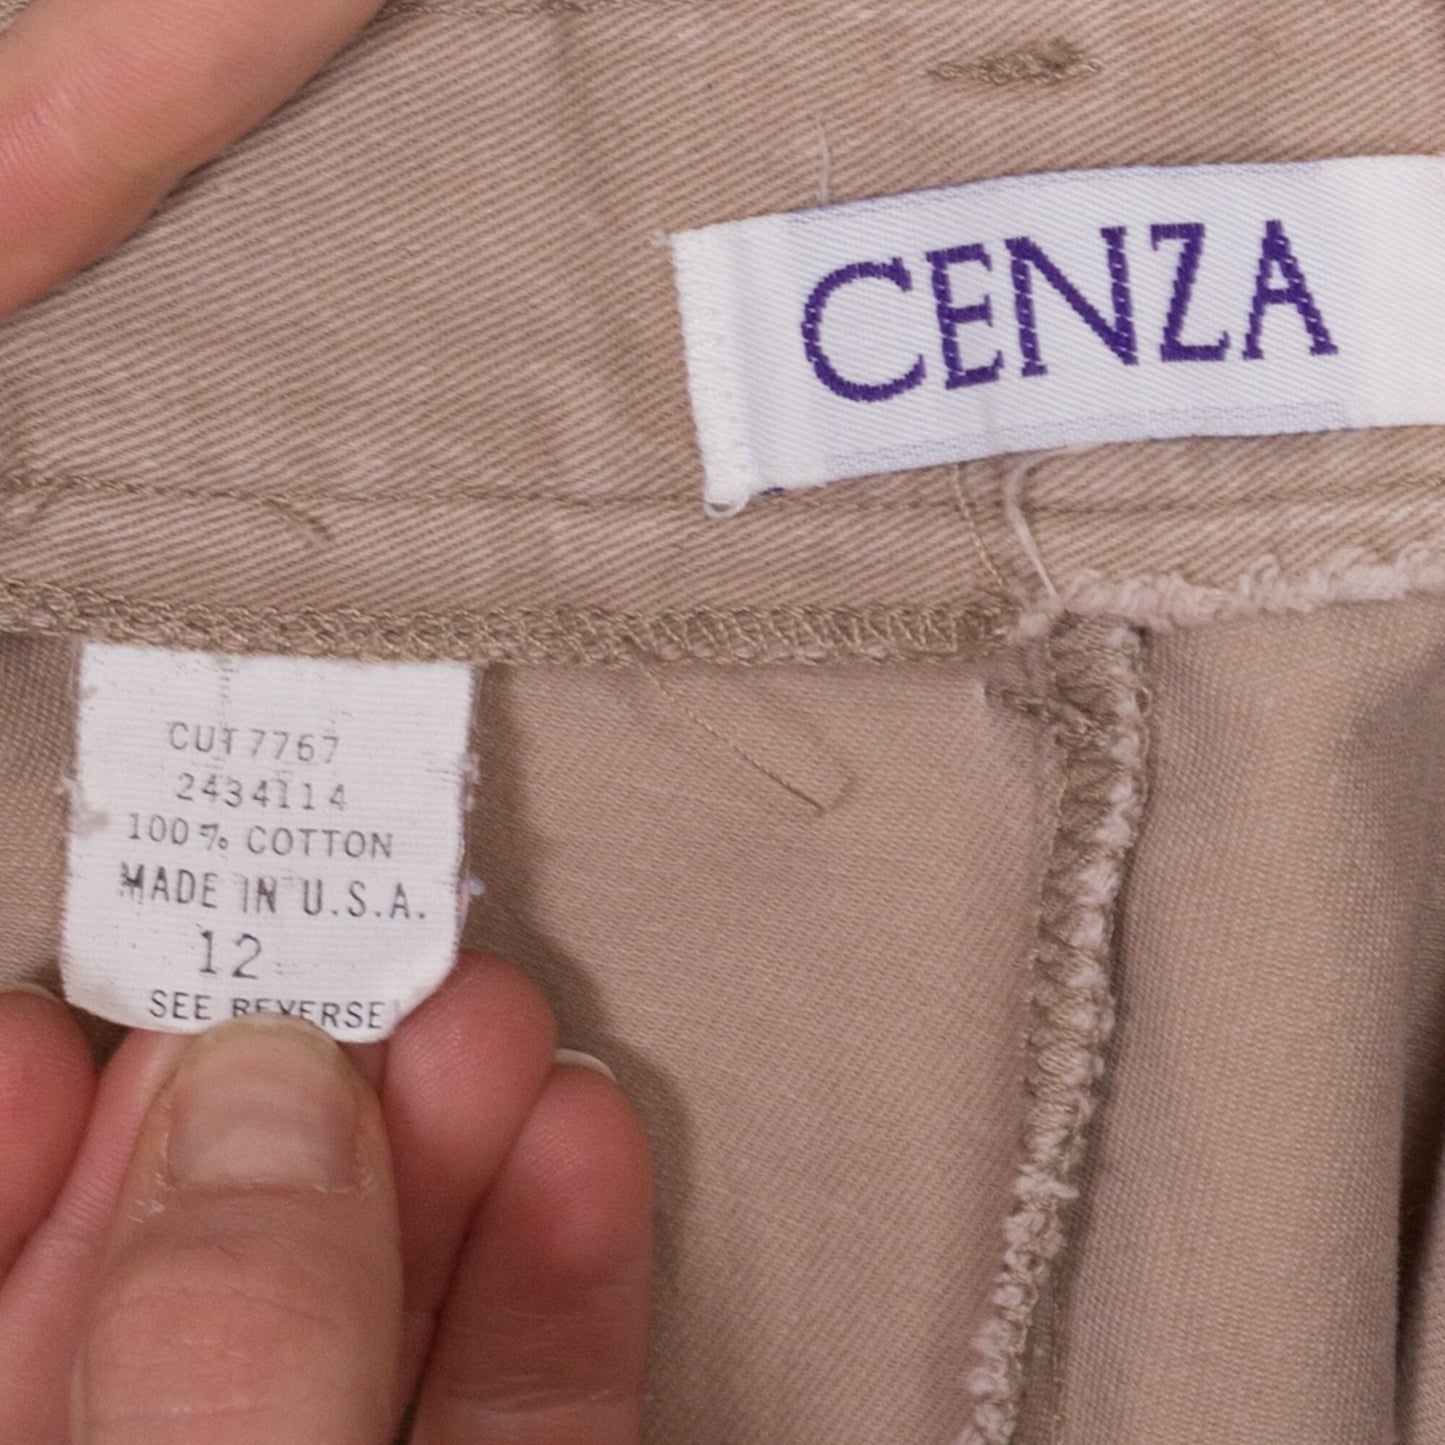 CENZA
CUT 7767
2434114
100% COTTON
MADE IN U.S.A.
12
SEE REVERSE